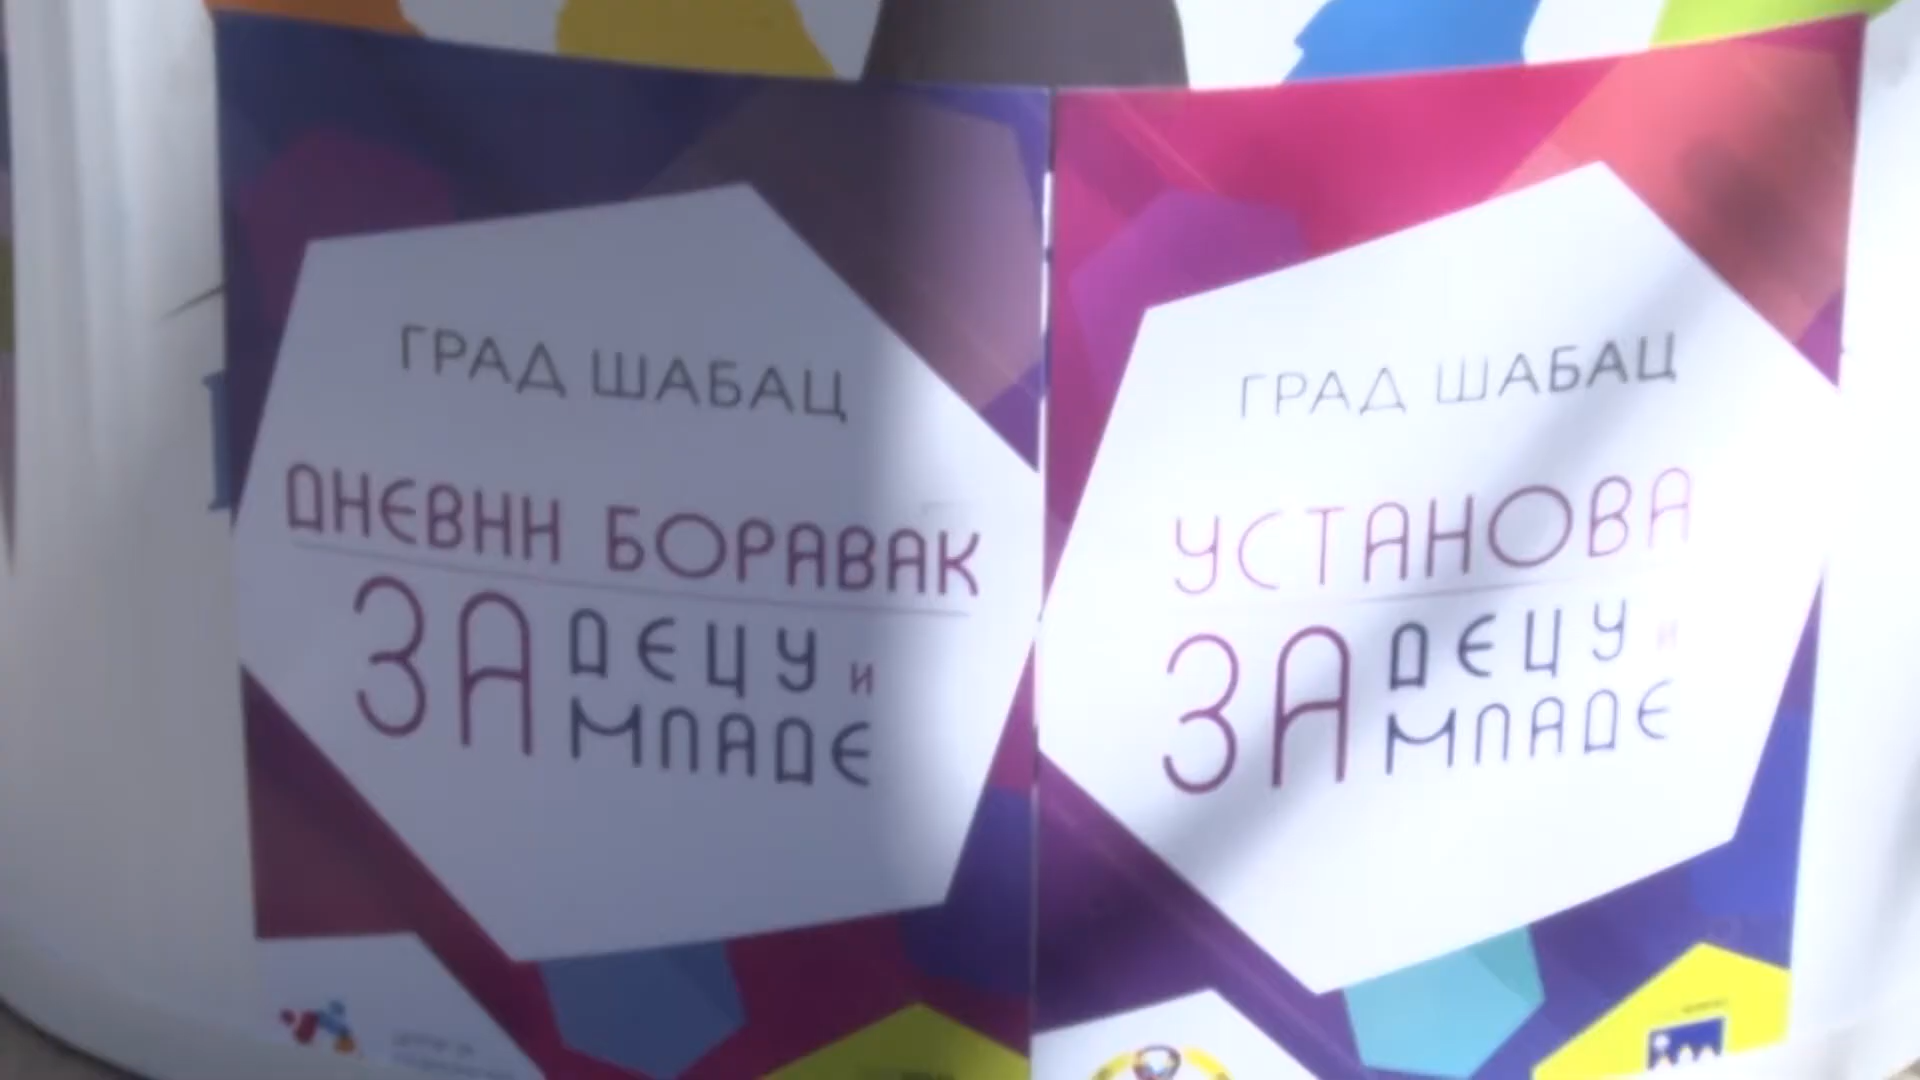 ГРАД ШАБАЦ
ДНЕВНИ БОРАВАК
ЗА ДЕЦУ и
МЛАДЕ
ГРАД ШАБАЦ
УСТАНОВА
ЗА ДЕЦУ и
МЛАДЕ